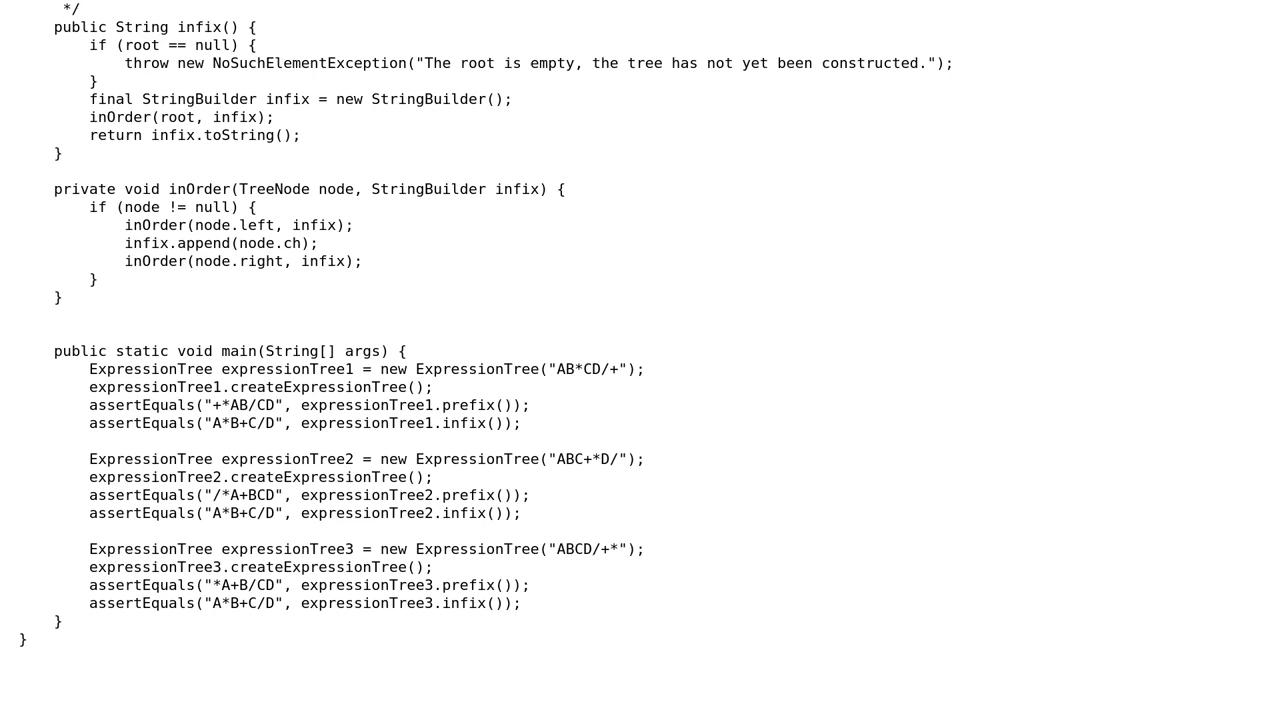 */
    public String infix() {
        if (root == null) {
            throw new NoSuchElementException("The root is empty, the tree has not yet been constructed.");
        }
        final StringBuilder infix = new StringBuilder();
        inOrder(root, infix);
        return infix.toString();
    }

    private void inOrder(TreeNode node, StringBuilder infix) {
        if (node != null) {
            inOrder(node.left, infix);
            infix.append(node.ch);
            inOrder(node.right, infix);
        }
    }


    public static void main(String[] args) {
        ExpressionTree expressionTree1 = new ExpressionTree("AB*CD/+");
        expressionTree1.createExpressionTree();
        assertEquals("+*AB/CD", expressionTree1.prefix());
        assertEquals("A*B+C/D", expressionTree1.infix());

        ExpressionTree expressionTree2 = new ExpressionTree("ABC+*D/");
        expressionTree2.createExpressionTree();
        assertEquals("/*A+BCD", expressionTree2.prefix());
        assertEquals("A*B+C/D", expressionTree2.infix());

        ExpressionTree expressionTree3 = new ExpressionTree("ABCD/+*");
        expressionTree3.createExpressionTree();
        assertEquals("*A+B/CD", expressionTree3.prefix());
        assertEquals("A*B+C/D", expressionTree3.infix());
    }
}